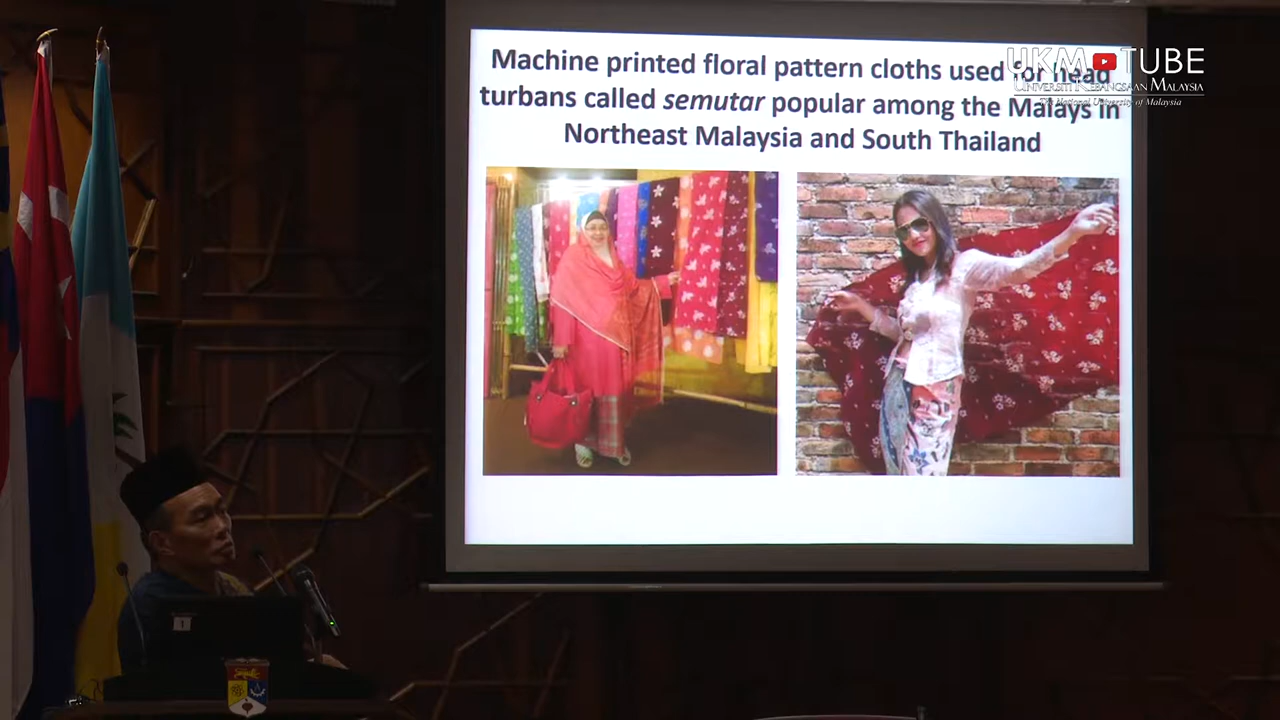 Machine printed floral pattern cloths used for head
turbans called semutar popular among the Malays in
Northeast Malaysia and South Thailand
UKM TUBE
UNIVERSITI KEBANGSAAN MALAYSIA
The National University of Malaysia
1